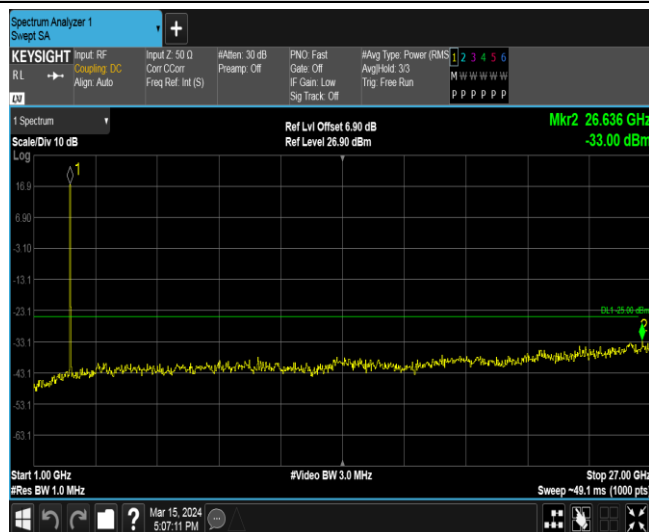 Spectrum Analyzer 1
Swept SA
+
KEYSIGHT
RL
LXI
Input: RF
Coupling: DC
Align: Auto
Input Z: 50 Ω
Corr CCorr
Freq Ref: Int (S)
#Atten: 30 dB
Preamp: Off
PNO: Fast
Gate: Off
IF Gain: Low
Sig Track: Off
#Avg Type: Power (RMS
Avg|Hold: 3/3
Trig: Free Run
1 2 3 4 5 6
M W W W W W
P P P P P P
1 Spectrum
Scale/Div 10 dB
Log
Ref Lvl Offset 6.90 dB
Ref Level 26.90 dBm
Mkr2 26.636 GHz
-33.00 dBm
1
16.9
6.90
-3.10
-13.1
-23.1
DL1 -25.00 dBm
2
-33.1
-43.1
-53.1
-63.1
Start 1.00 GHz
#Res BW 1.0 MHz
#Video BW 3.0 MHz
Stop 27.00 GHz
Sweep ~49.1 ms (1000 pts)
?
Mar 15, 2024
5:07:11 PM